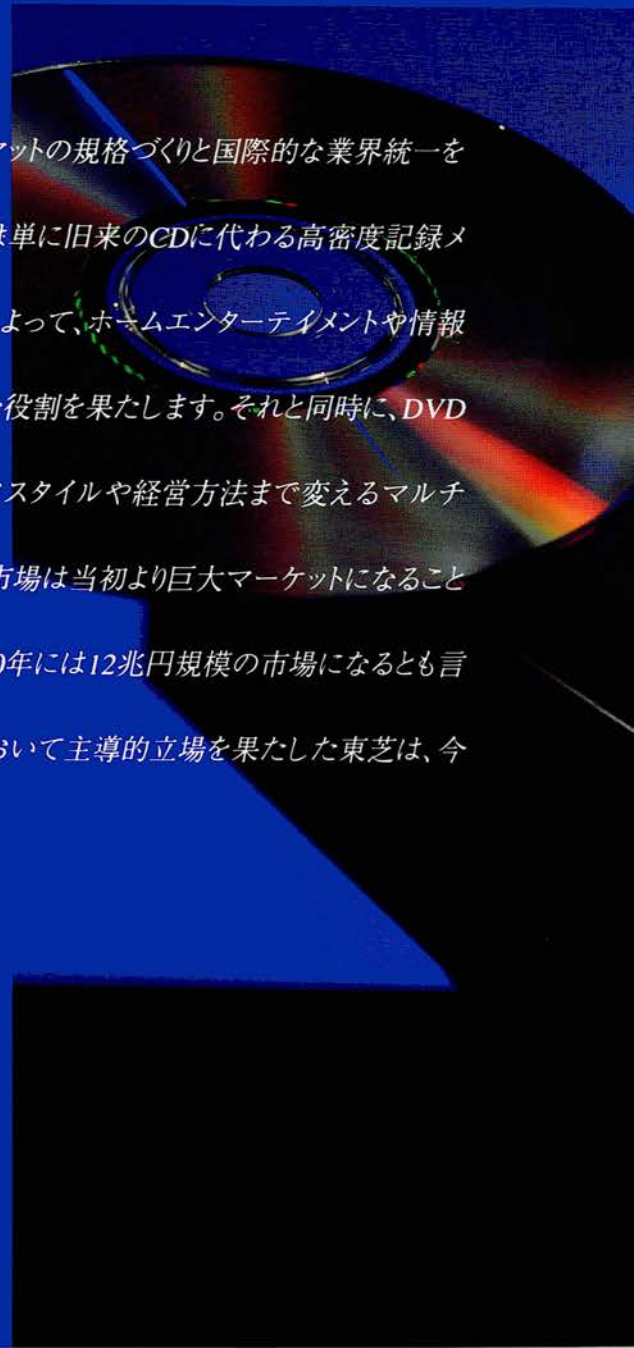 マットの規格づくりと国際的な業界統一を
は単に旧来のCDに代わる高密度記録メ
よって、ホームエンターテイメントや情報
役割を果たします。それと同時に、DVD
スタイルや経営方法まで変えるマルチ
市場は当初より巨大マーケットになること
0年には12兆円規模の市場になるとも言
おいて主導的立場を果たした東芝は、今